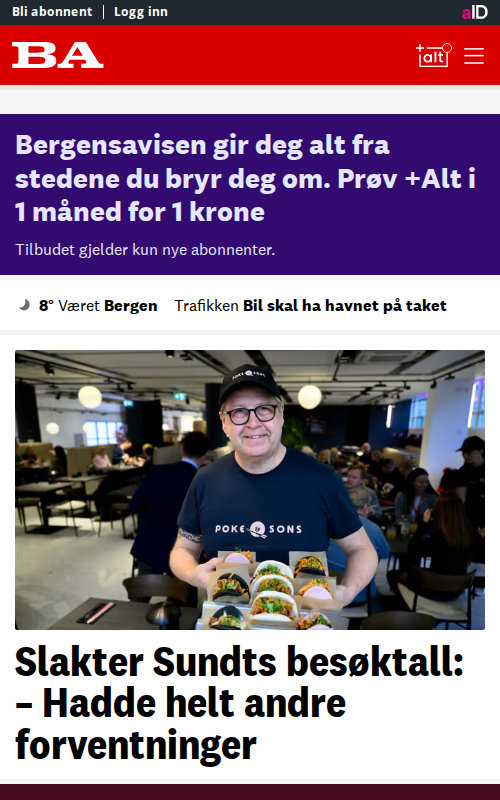 Bli abonnent | Logg inn
aID
BA
+alt
Bergensavisen gir deg alt fra
stedene du bryr deg om. Prøv +Alt i
1 måned for 1 krone
Tilbudet gjelder kun nye abonnenter.
8° Været Bergen Trafikken Bil skal ha havnet på taket
POKE SONS
POKE & SONS
Slakter Sundts besøktall:
– Hadde helt andre
forventninger